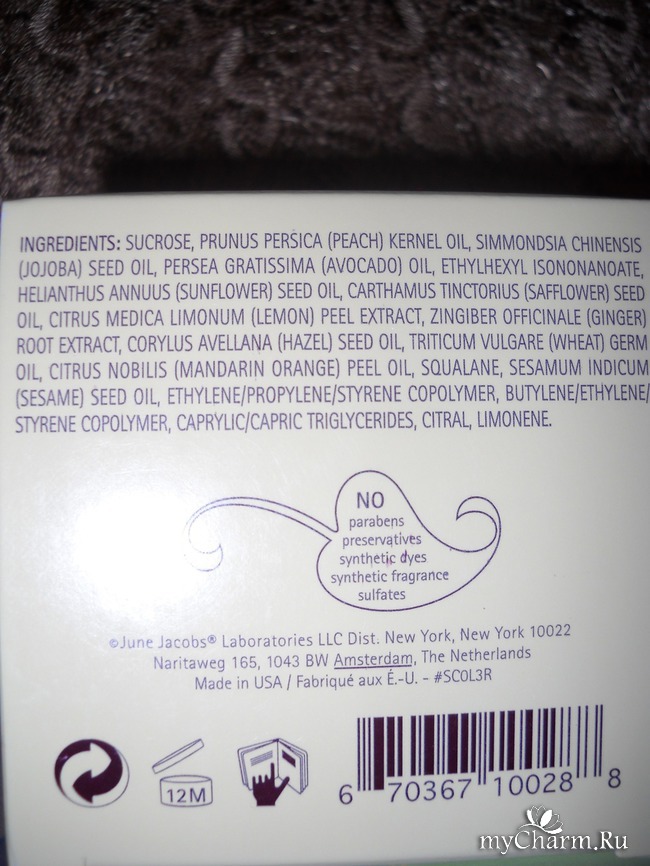 INGREDIENTS: SUCROSE, PRUNUS PERSICA (PEACH) KERNEL OIL, SIMMONDSIA CHINENSIS
(JOJOBA) SEED OIL, PERSEA GRATISSIMA (AVOCADO) OIL, ETHYLHEXYL ISONONANOATE,
HELIANTHUS ANNUUS (SUNFLOWER) SEED OIL, CARTHAMUS TINCTORIUS (SAFFLOWER) SEED
OIL, CITRUS MEDICA LIMONUM (LEMON) PEEL EXTRACT, ZINGIBER OFFICINALE (GINGER)
ROOT EXTRACT, CORYLUS AVELLANA (HAZEL) SEED OIL, TRITICUM VULGARE (WHEAT) GERM
OIL, CITRUS NOBILIS (MANDARIN ORANGE) PEEL OIL, SQUALANE, SESAMUM INDICUM
(SESAME) SEED OIL, ETHYLENE/PROPYLENE/STYRENE COPOLYMER, BUTYLENE/ETHYLENE/
STYRENE COPOLYMER, CAPRYLIC/CAPRIC TRIGLYCERIDES, CITRAL, LIMONENE.
NO
parabens
preservatives
synthetic dyes
synthetic fragrance
sulfates
©June Jacobs® Laboratories LLC Dist. New York, New York 10022
Naritaweg 165, 1043 BW Amsterdam, The Netherlands
Made in USA / Fabriqué aux É.-U. - #SC0L3R
12M
6 70367 10028 8
myCharm.Ru